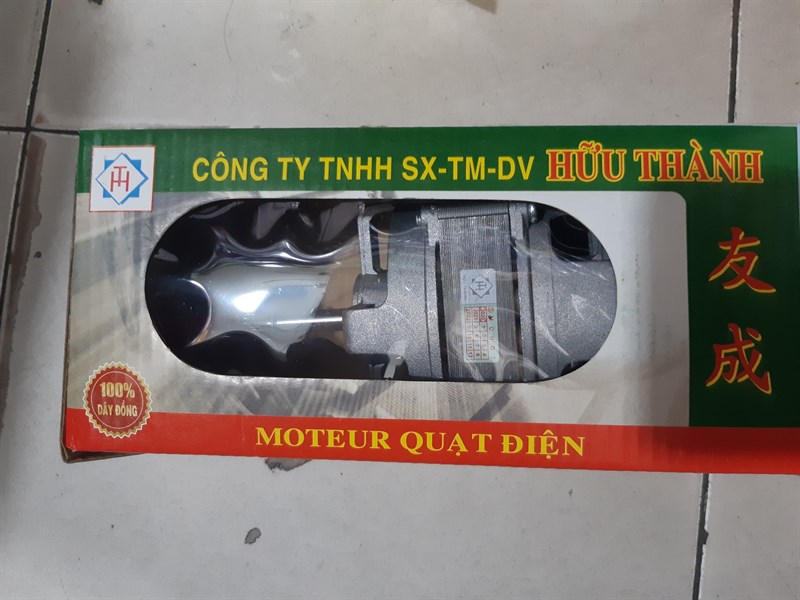 CÔNG TY TNHH SX-TM-DV HỮU THÀNH
友
成
100%
DÂY ĐỒNG
MOTEUR QUẠT ĐIỆN